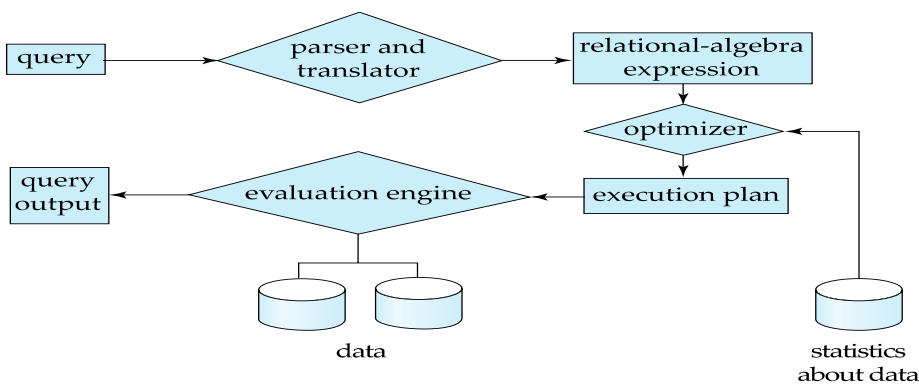 query
parser and
translator
relational-algebra
expression
optimizer
query
output
evaluation engine
execution plan
data
statistics
about data